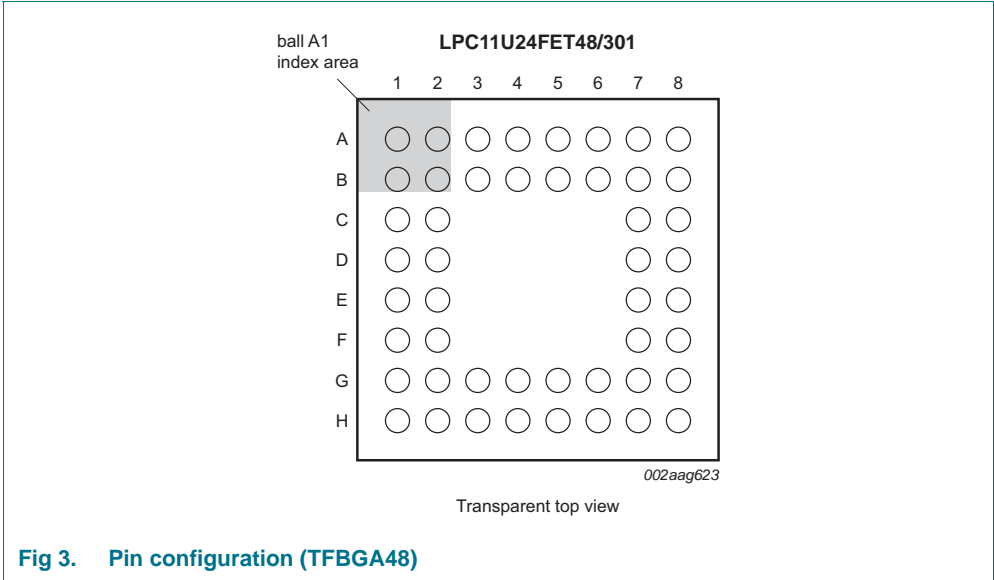 ball A1
index area
LPC11U24FET48/301
1 2 3 4 5 6 7 8
A
B
C
D
E
F
G
H
002aag623
Transparent top view
Fig 3. Pin configuration (TFBGA48)